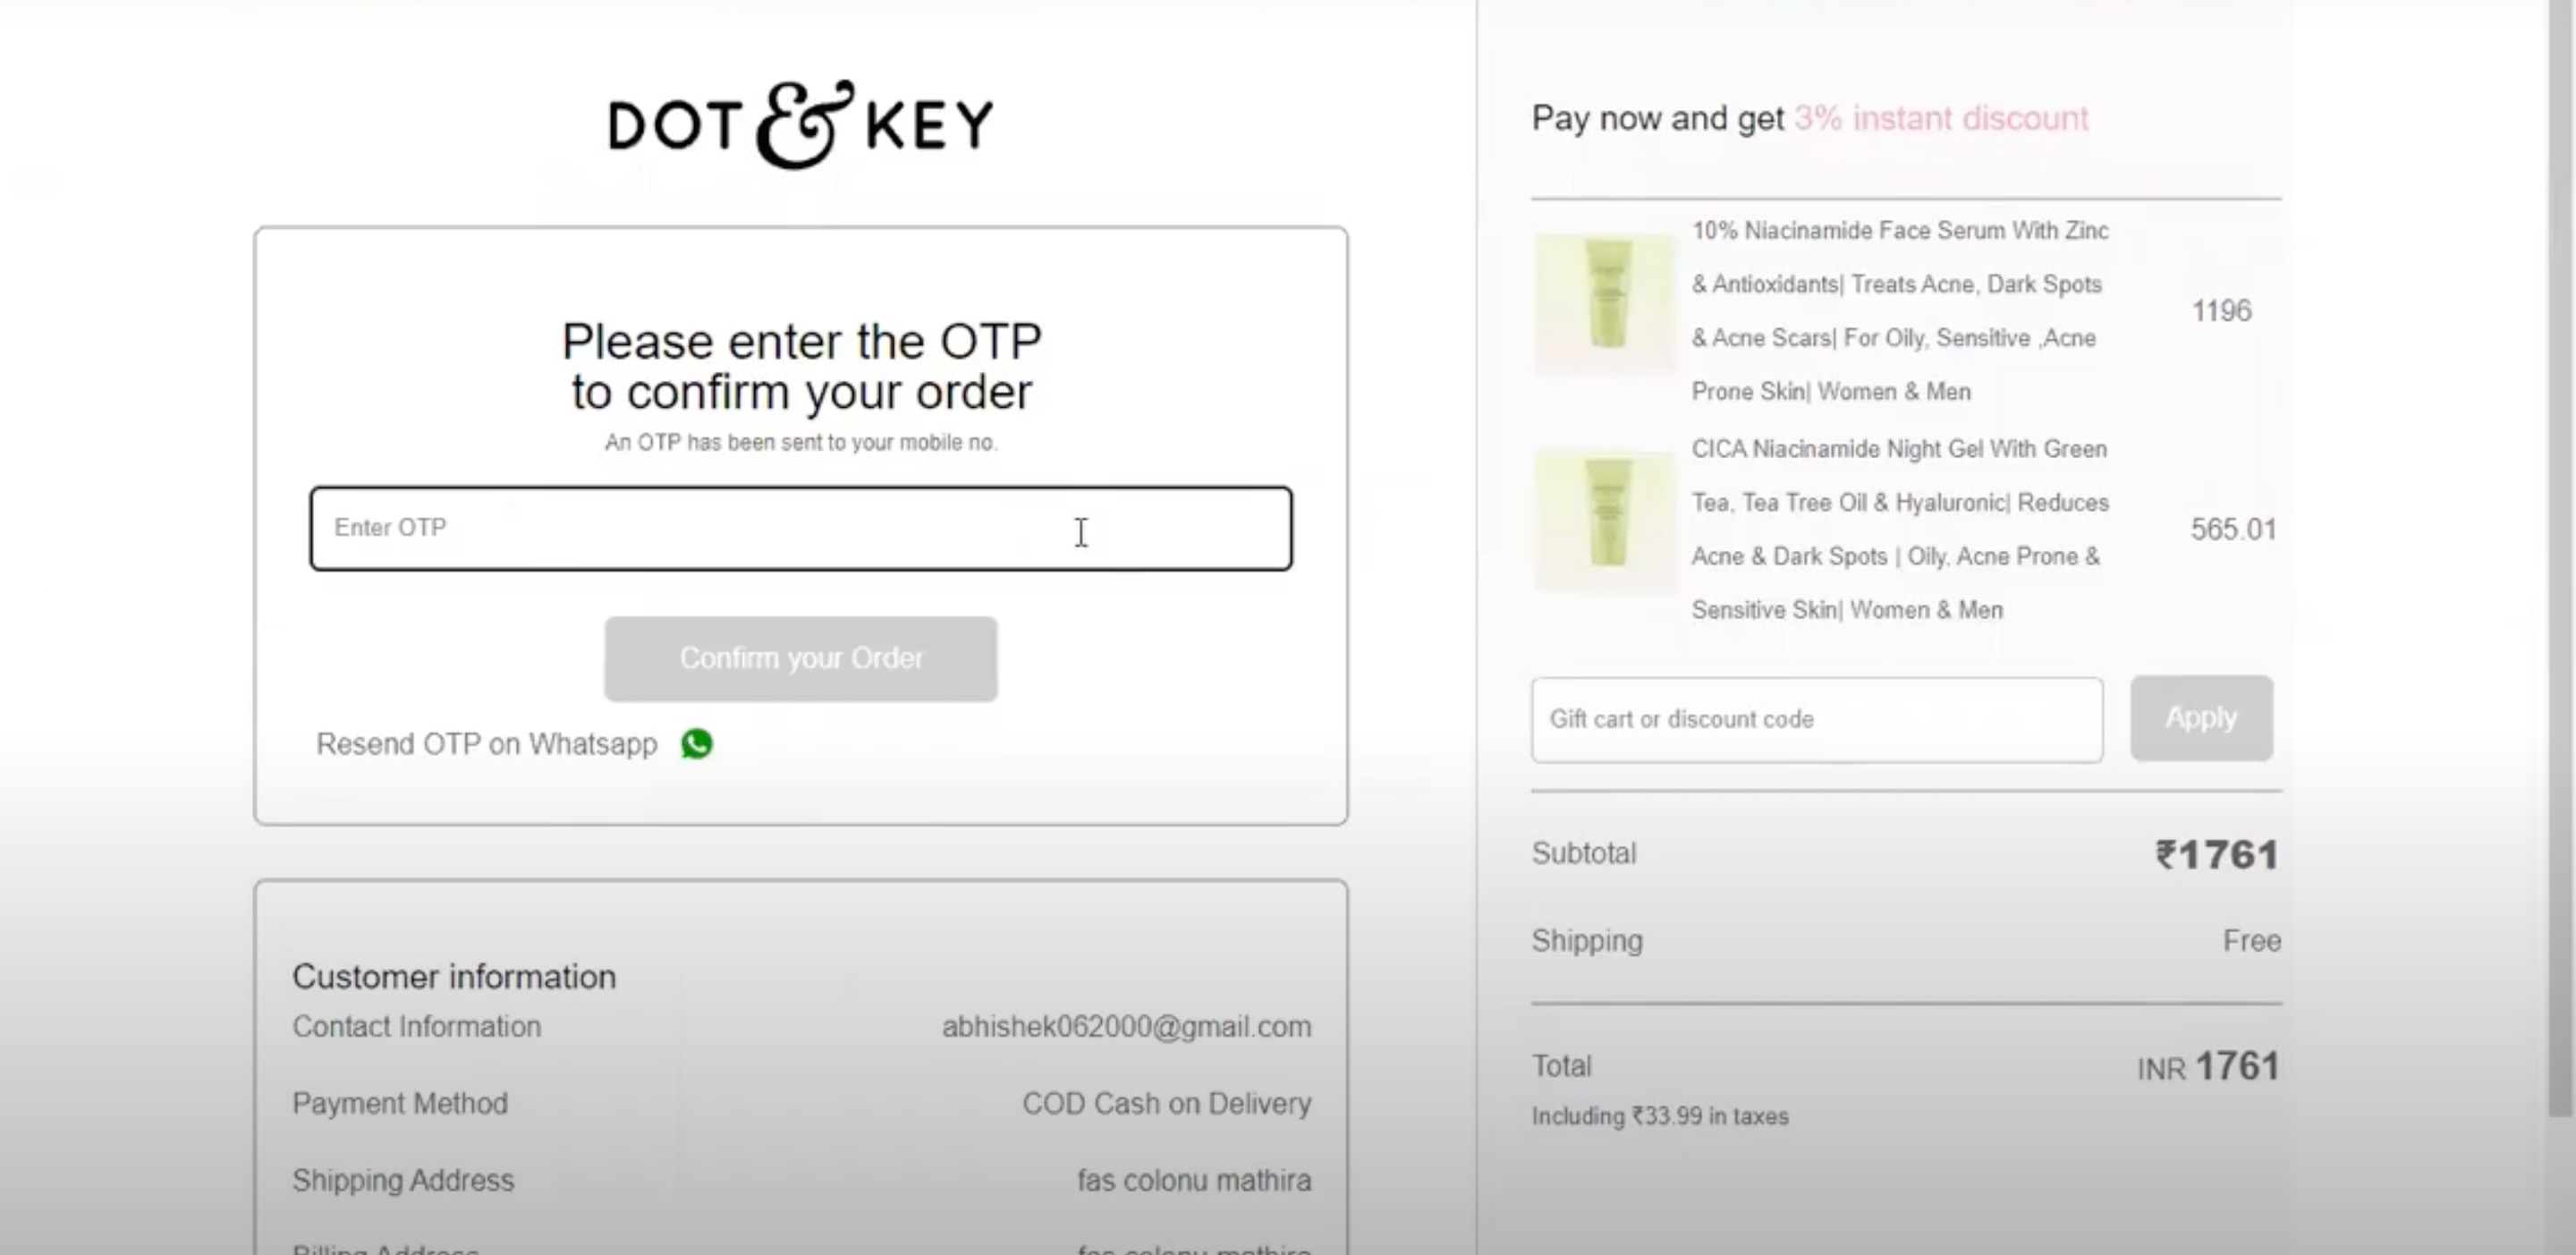 DOT & KEY
Please enter the OTP
to confirm your order
An OTP has been sent to your mobile no.
Enter OTP
Confirm your Order
Resend OTP on Whatsapp
Customer information
Contact Information abhishek062000@gmail.com
Payment Method COD Cash on Delivery
Shipping Address fas colonu mathira
Billing Address fas colonu mathira
Pay now and get 3% instant discount
10% Niacinamide Face Serum With Zinc
& Antioxidants| Treats Acne, Dark Spots
& Acne Scars| For Oily, Sensitive ,Acne
Prone Skin| Women & Men
1196
CICA Niacinamide Night Gel With Green
Tea, Tea Tree Oil & Hyaluronic| Reduces
Acne & Dark Spots | Oily, Acne Prone &
Sensitive Skin| Women & Men
565.01
Gift cart or discount code
Apply
Subtotal ₹1761
Shipping Free
Total INR 1761
Including ₹33.99 in taxes